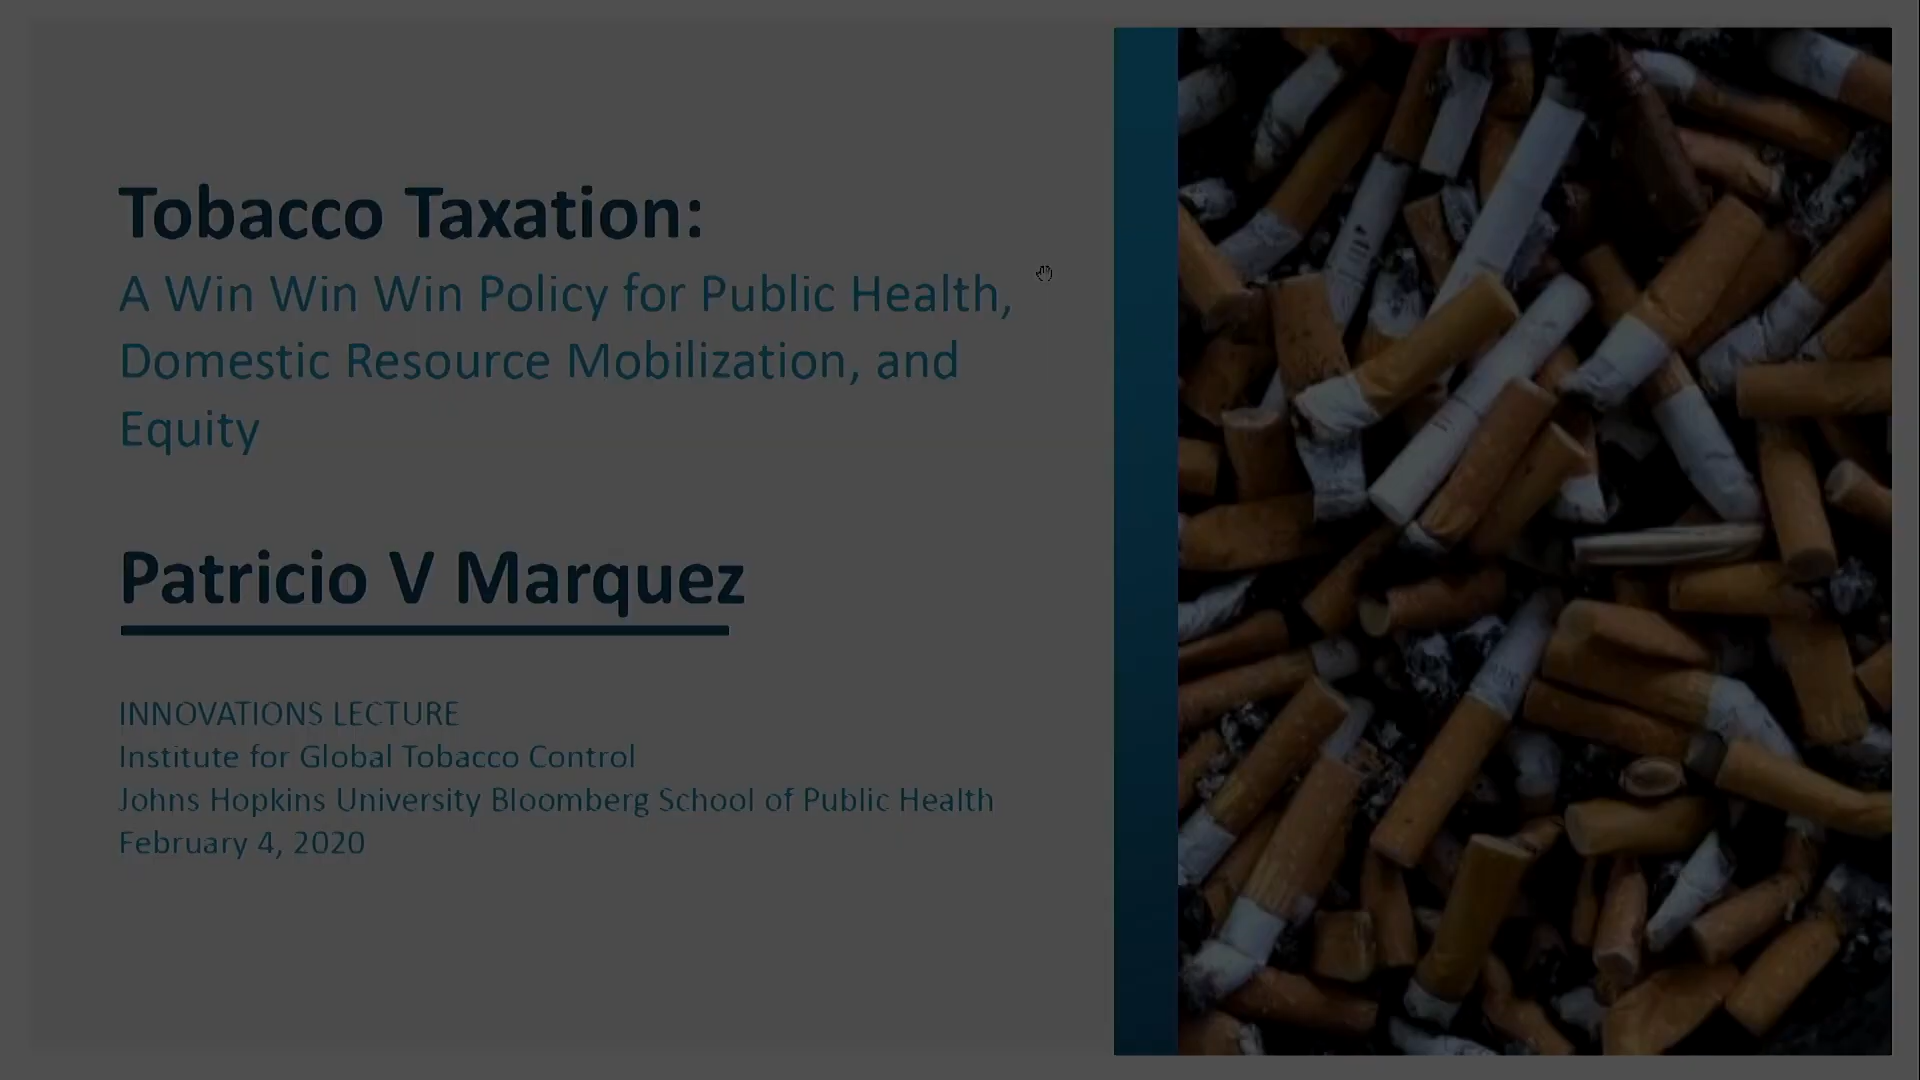 Tobacco Taxation:
A Win Win Win Policy for Public Health,
Domestic Resource Mobilization, and
Equity
Patricio V Marquez
INNOVATIONS LECTURE
Institute for Global Tobacco Control
Johns Hopkins University Bloomberg School of Public Health
February 4, 2020